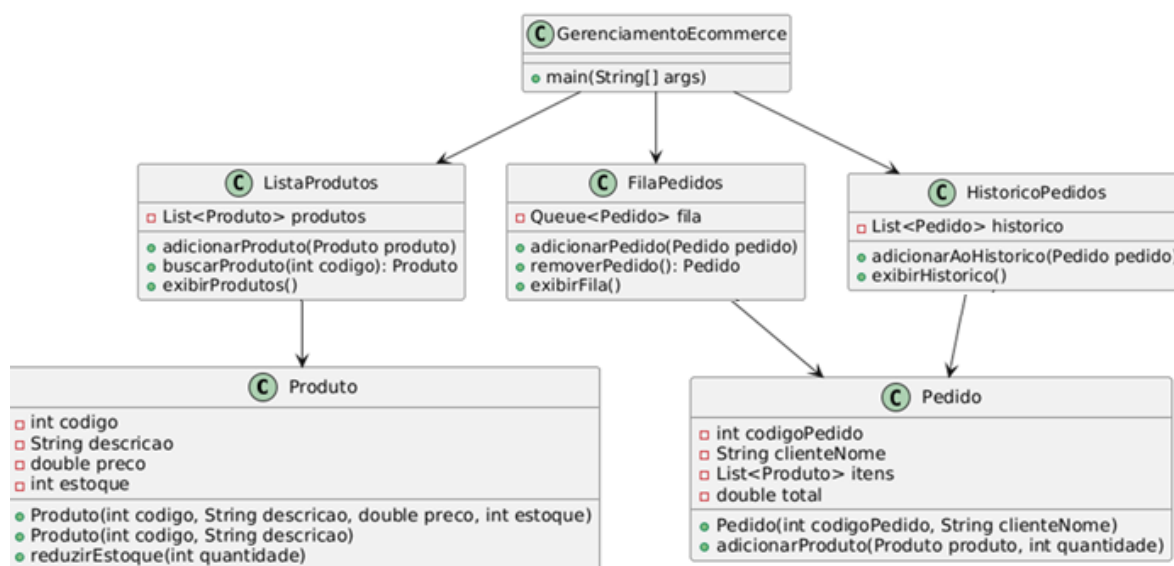 C GerenciamentoEcommerce
main(String[] args)
C ListaProdutos
List<Produto> produtos
adicionarProduto(Produto produto)
buscarProduto(int codigo): Produto
exibirProdutos()
C FilaPedidos
Queue<Pedido> fila
adicionarPedido(Pedido pedido)
removerPedido(): Pedido
exibirFila()
C HistoricoPedidos
List<Pedido> historico
adicionarAoHistorico(Pedido pedido)
exibirHistorico()
C Produto
int codigo
String descricao
double preco
int estoque
Produto(int codigo, String descricao, double preco, int estoque)
Produto(int codigo, String descricao)
reduzirEstoque(int quantidade)
C Pedido
int codigoPedido
String clienteNome
List<Produto> itens
double total
Pedido(int codigoPedido, String clienteNome)
adicionarProduto(Produto produto, int quantidade)